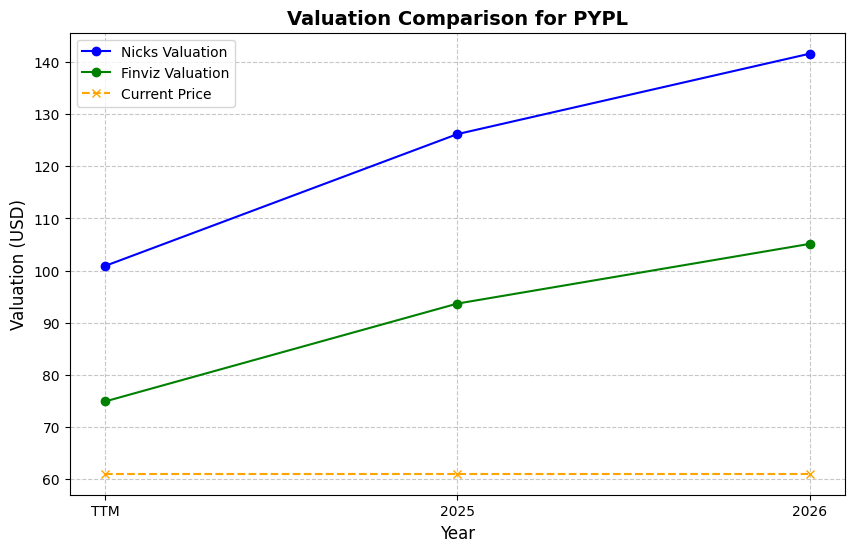 Valuation Comparison for PYPL
Nicks Valuation
Finviz Valuation
Current Price
Valuation (USD)
140
130
120
110
100
90
80
70
60
TTM
2025
2026
Year